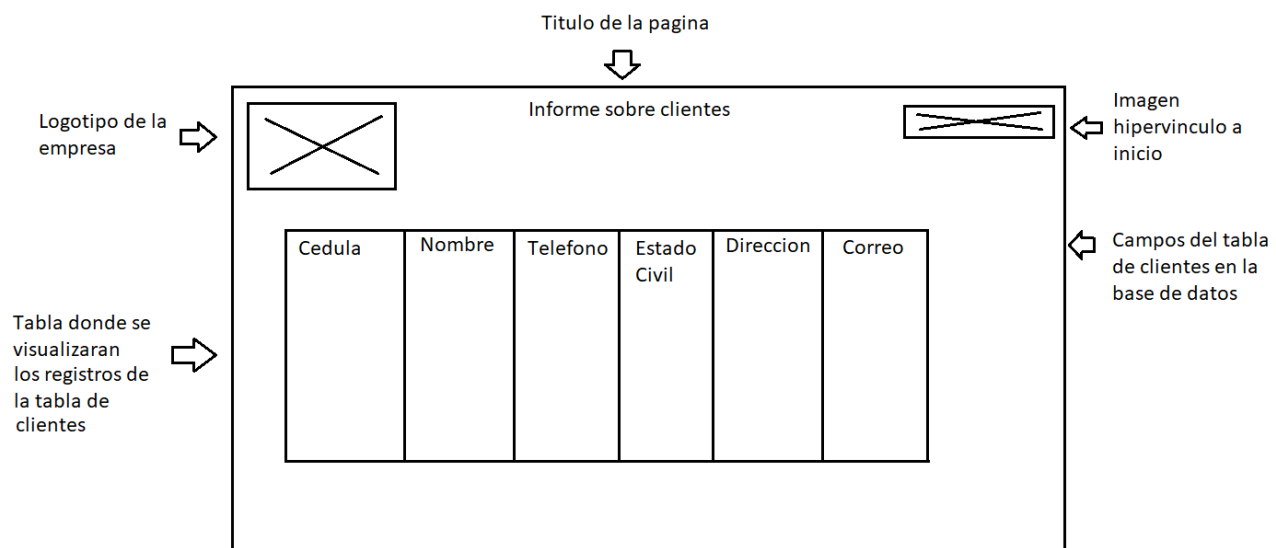 Titulo de la pagina
Informe sobre clientes
Logotipo de la
empresa
Imagen
hipervinculo a
inicio
Cedula
Nombre
Telefono
Estado
Civil
Direccion
Correo
Campos del tabla
de clientes en la
base de datos
Tabla donde se
visualizaran
los registros de
la tabla de
clientes